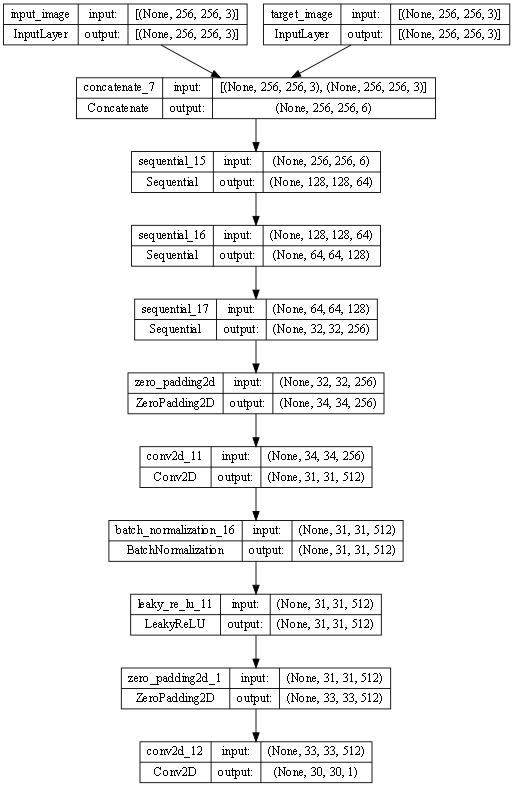 input_image input: [(None, 256, 256, 3)]
InputLayer output: [(None, 256, 256, 3)]
target_image input: [(None, 256, 256, 3)]
InputLayer output: [(None, 256, 256, 3)]
concatenate_7 input: [(None, 256, 256, 3), (None, 256, 256, 3)]
Concatenate output: (None, 256, 256, 6)
sequential_15 input: (None, 256, 256, 6)
Sequential output: (None, 128, 128, 64)
sequential_16 input: (None, 128, 128, 64)
Sequential output: (None, 64, 64, 128)
sequential_17 input: (None, 64, 64, 128)
Sequential output: (None, 32, 32, 256)
zero_padding2d input: (None, 32, 32, 256)
ZeroPadding2D output: (None, 34, 34, 256)
conv2d_11 input: (None, 34, 34, 256)
Conv2D output: (None, 31, 31, 512)
batch_normalization_16 input: (None, 31, 31, 512)
BatchNormalization output: (None, 31, 31, 512)
leaky_re_lu_11 input: (None, 31, 31, 512)
LeakyReLU output: (None, 31, 31, 512)
zero_padding2d_1 input: (None, 31, 31, 512)
ZeroPadding2D output: (None, 33, 33, 512)
conv2d_12 input: (None, 33, 33, 512)
Conv2D output: (None, 30, 30, 1)